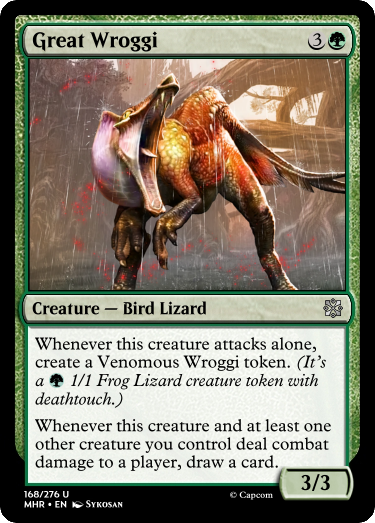 Great Wroggi 3
Creature — Bird Lizard
Whenever this creature attacks alone,
create a Venomous Wroggi token. (It's
a 1/1 Frog Lizard creature token with
deathtouch.)
Whenever this creature and at least one
other creature you control deal combat
damage to a player, draw a card.
3/3
168/276 U
MHR • EN SYKOSAN
© Capcom